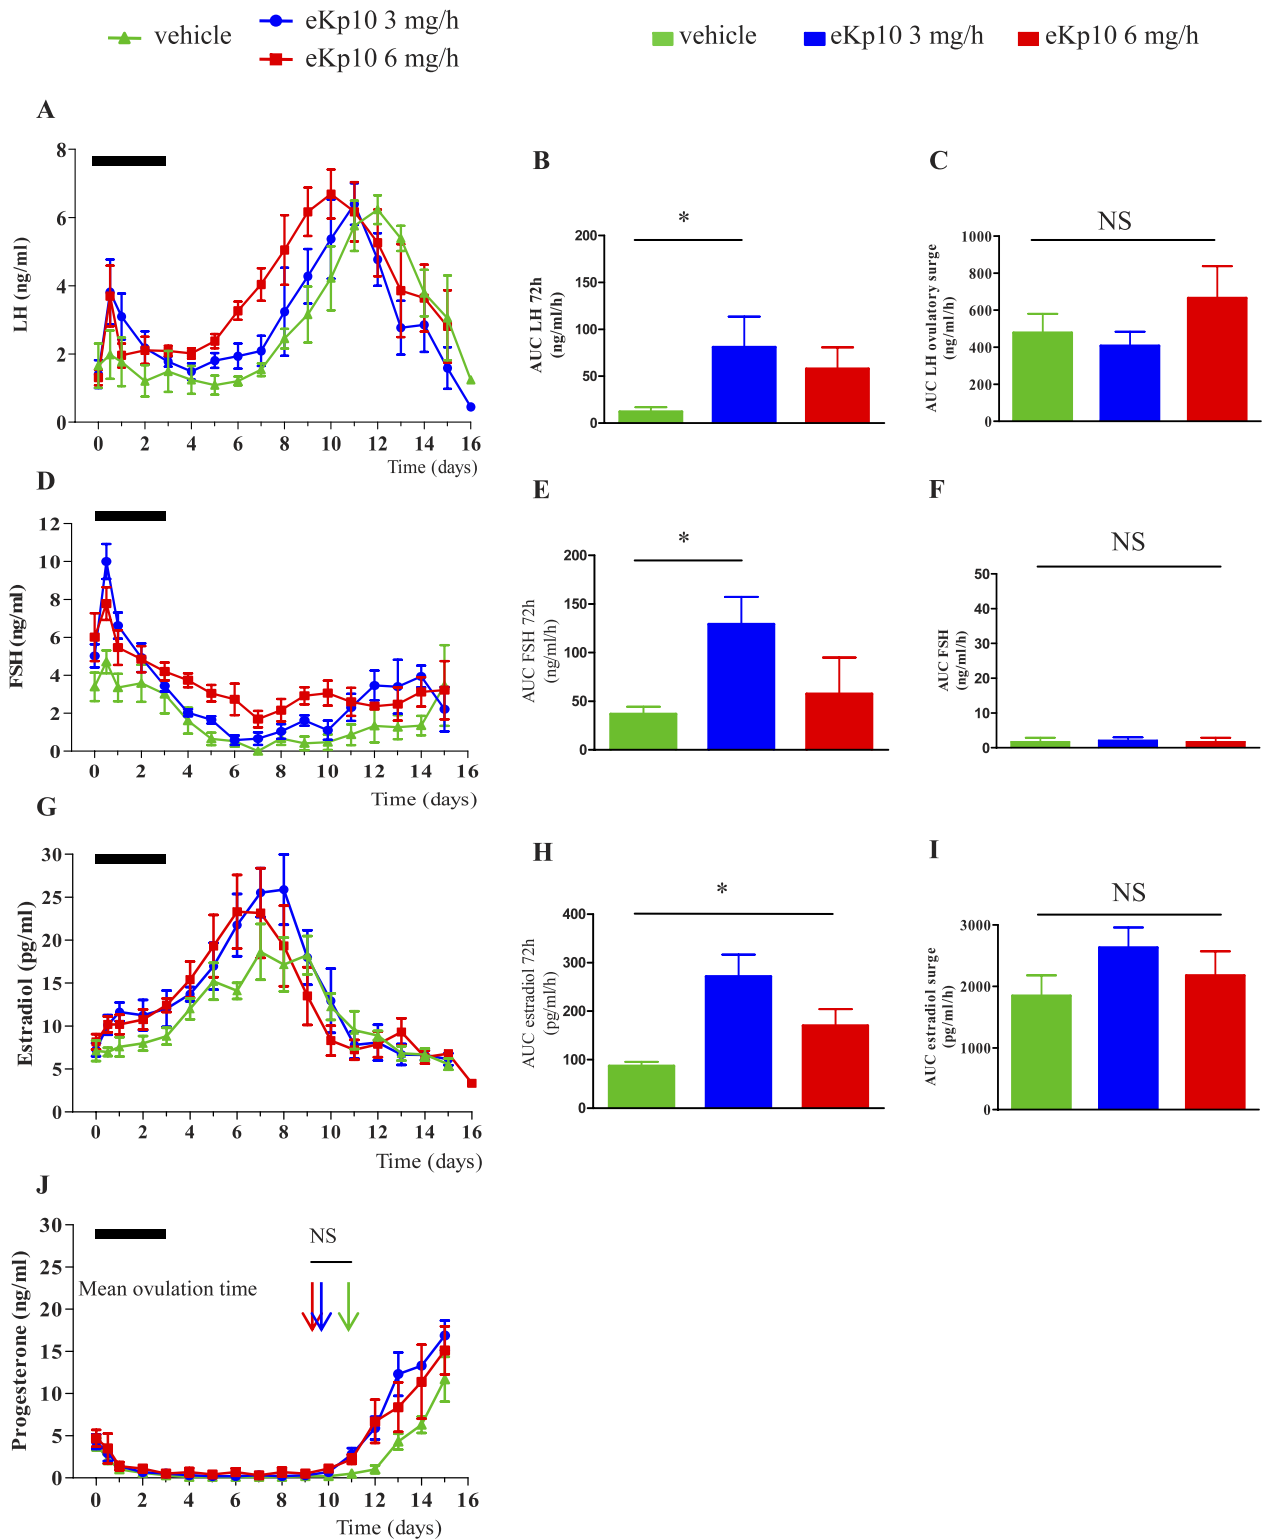 vehicle
eKp10 3 mg/h
eKp10 6 mg/h
vehicle
eKp10 3 mg/h
eKp10 6 mg/h
A
LH (ng/ml)
8
6
4
2
0
0 2 4 6 8 10 12 14 16
Time (days)
B
*
AUC LH 72h
(ng/ml/h)
200
150
100
50
0
C
NS
AUC LH ovulatory surge
(ng/ml/h)
1000
800
600
400
200
0
D
FSH (ng/ml)
12
10
8
6
4
2
0
0 2 4 6 8 10 12 14 16
Time (days)
E
*
AUC FSH 72h
(ng/ml/h)
200
150
100
50
0
F
NS
AUC FSH
(ng/ml/h)
50
40
30
20
10
0
G
Estradiol (pg/ml)
30
25
20
15
10
5
0
0 2 4 6 8 10 12 14 16
Time (days)
H
*
AUC estradiol 72h
(pg/ml/h)
400
300
200
100
0
I
NS
AUC estradiol surge
(pg/ml/h)
3000
2000
1000
0
J
Progesterone (ng/ml)
30
25
20
15
10
5
0
NS
Mean ovulation time
0 2 4 6 8 10 12 14 16
Time (days)